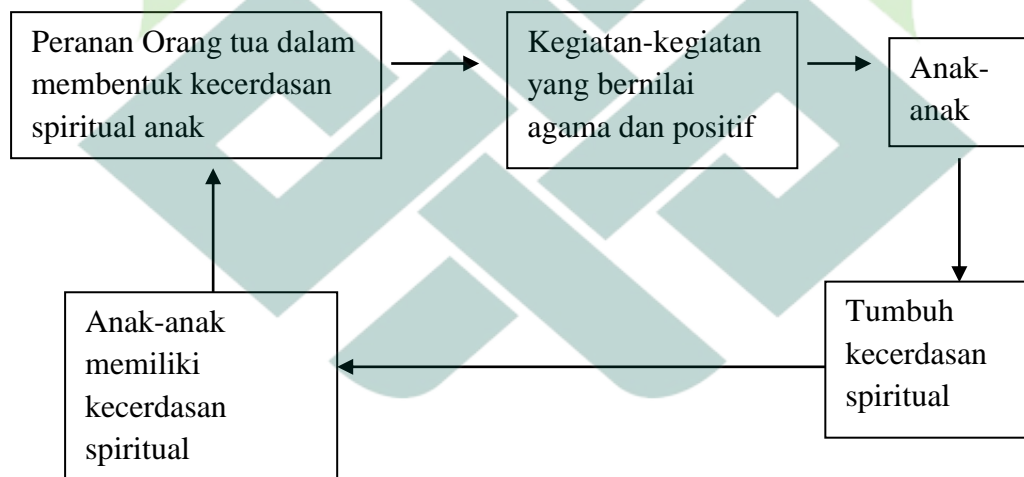 Peranan Orang tua dalam
membentuk kecerdasan
spiritual anak
Kegiatan-kegiatan
yang bernilai
agama dan positif
Anak-
anak
Tumbuh
kecerdasan
spiritual
Anak-anak
memiliki
kecerdasan
spiritual